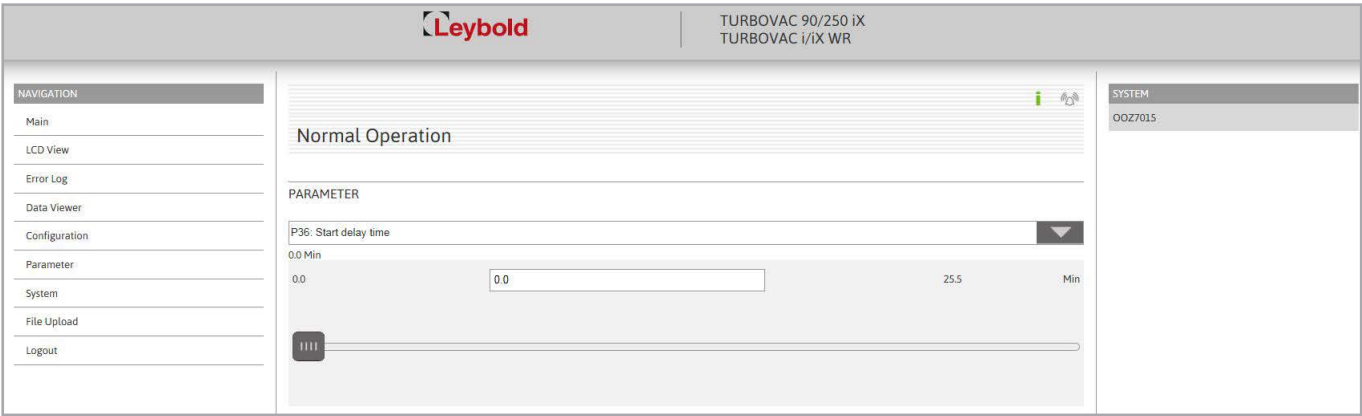 Leybold
TURBOVAC 90/250 iX
TURBOVAC i/iX WR
NAVIGATION
Main
LCD View
Error Log
Data Viewer
Configuration
Parameter
System
File Upload
Logout
i
Normal Operation
PARAMETER
P36: Start delay time
0.0 Min
0.0
0.0
25.5
Min
SYSTEM
OOZ7015